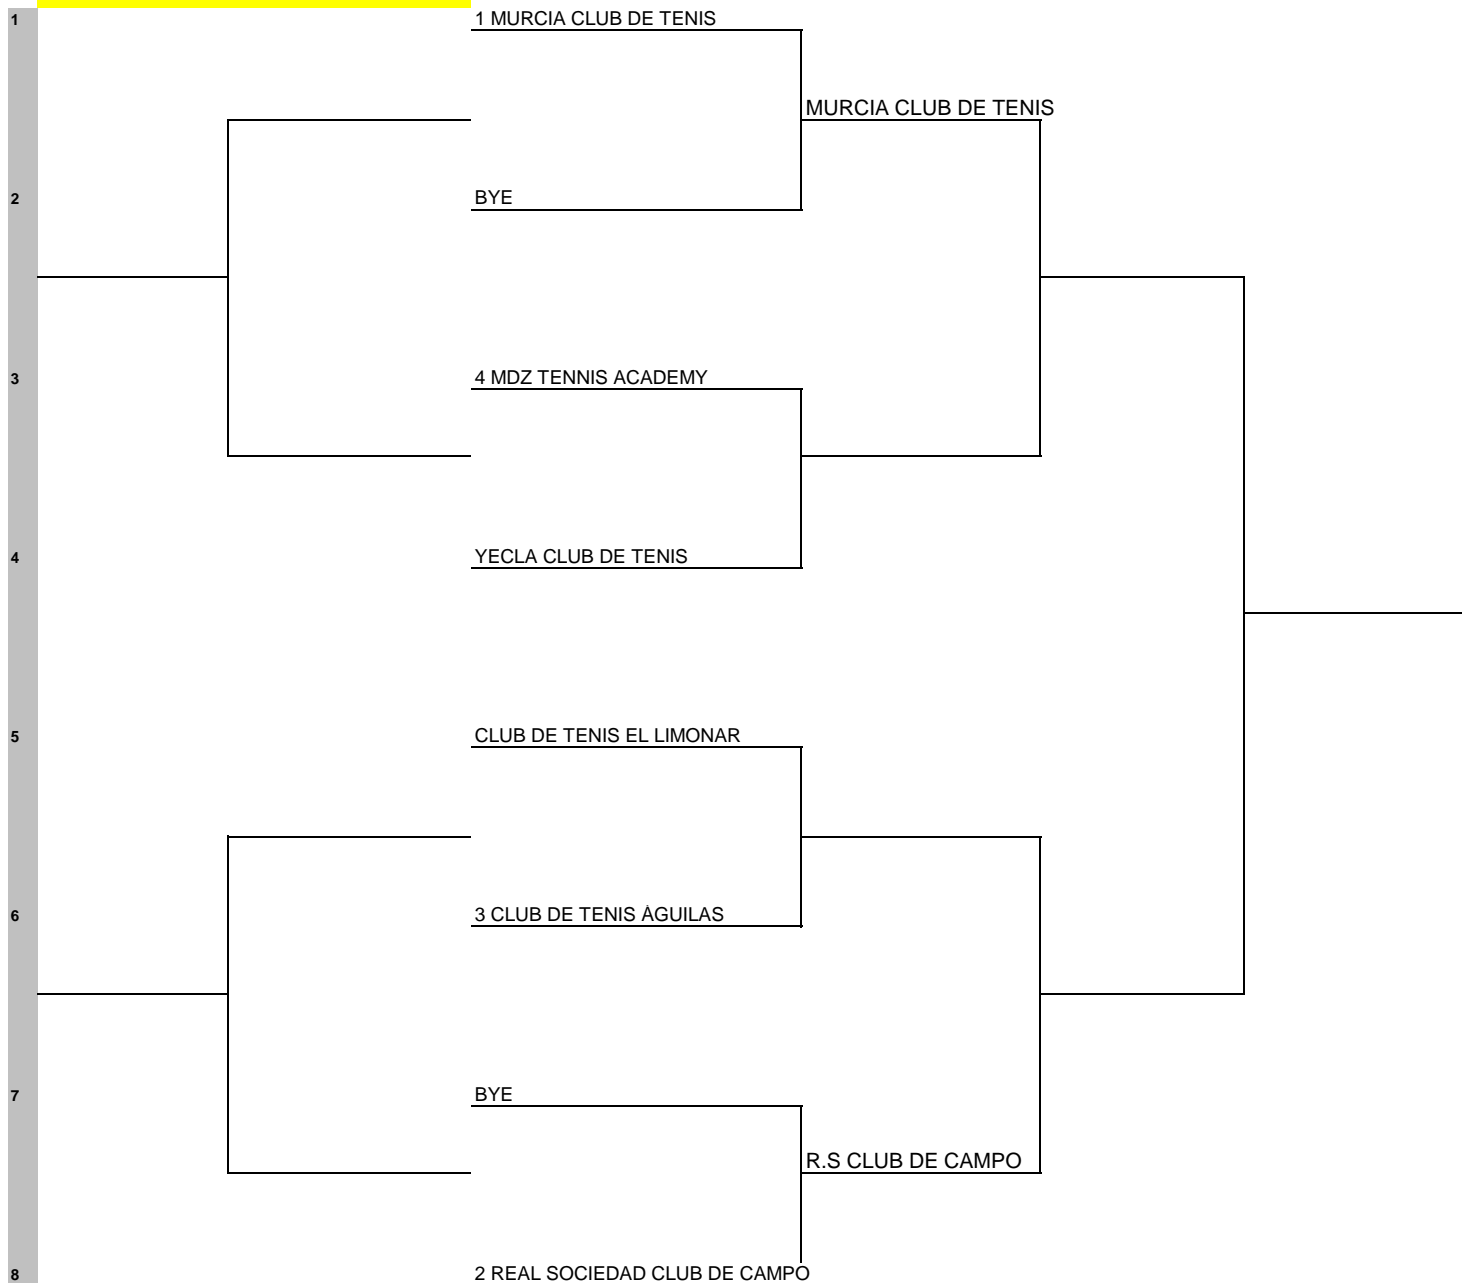 1 1 MURCIA CLUB DE TENIS
MURCIA CLUB DE TENIS
2 BYE
3 4 MDZ TENNIS ACADEMY
4 YECLA CLUB DE TENIS
5 CLUB DE TENIS EL LIMONAR
6 3 CLUB DE TENIS ÁGUILAS
7 BYE
R.S CLUB DE CAMPO
8 2 REAL SOCIEDAD CLUB DE CAMPO